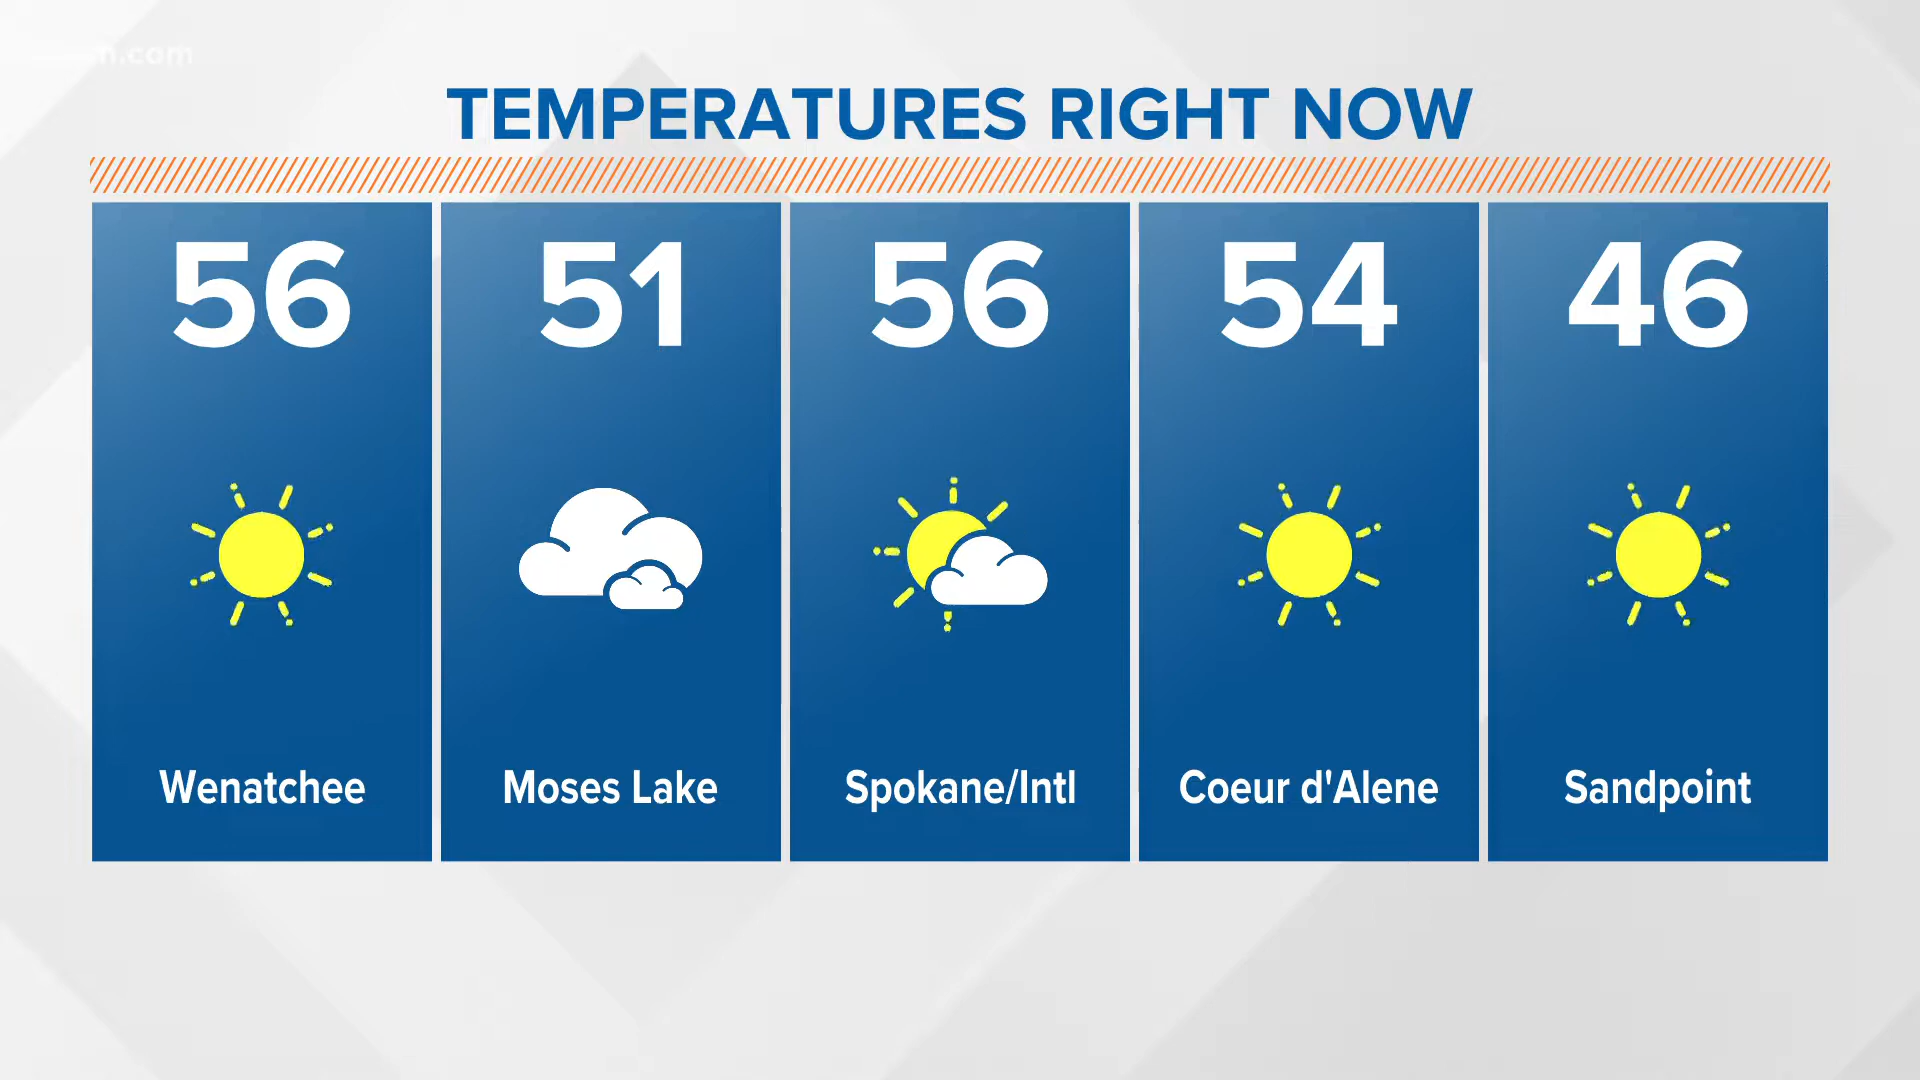 TEMPERATURES RIGHT NOW
56 51 56 54 46
Wenatchee Moses Lake Spokane/Intl Coeur d'Alene Sandpoint